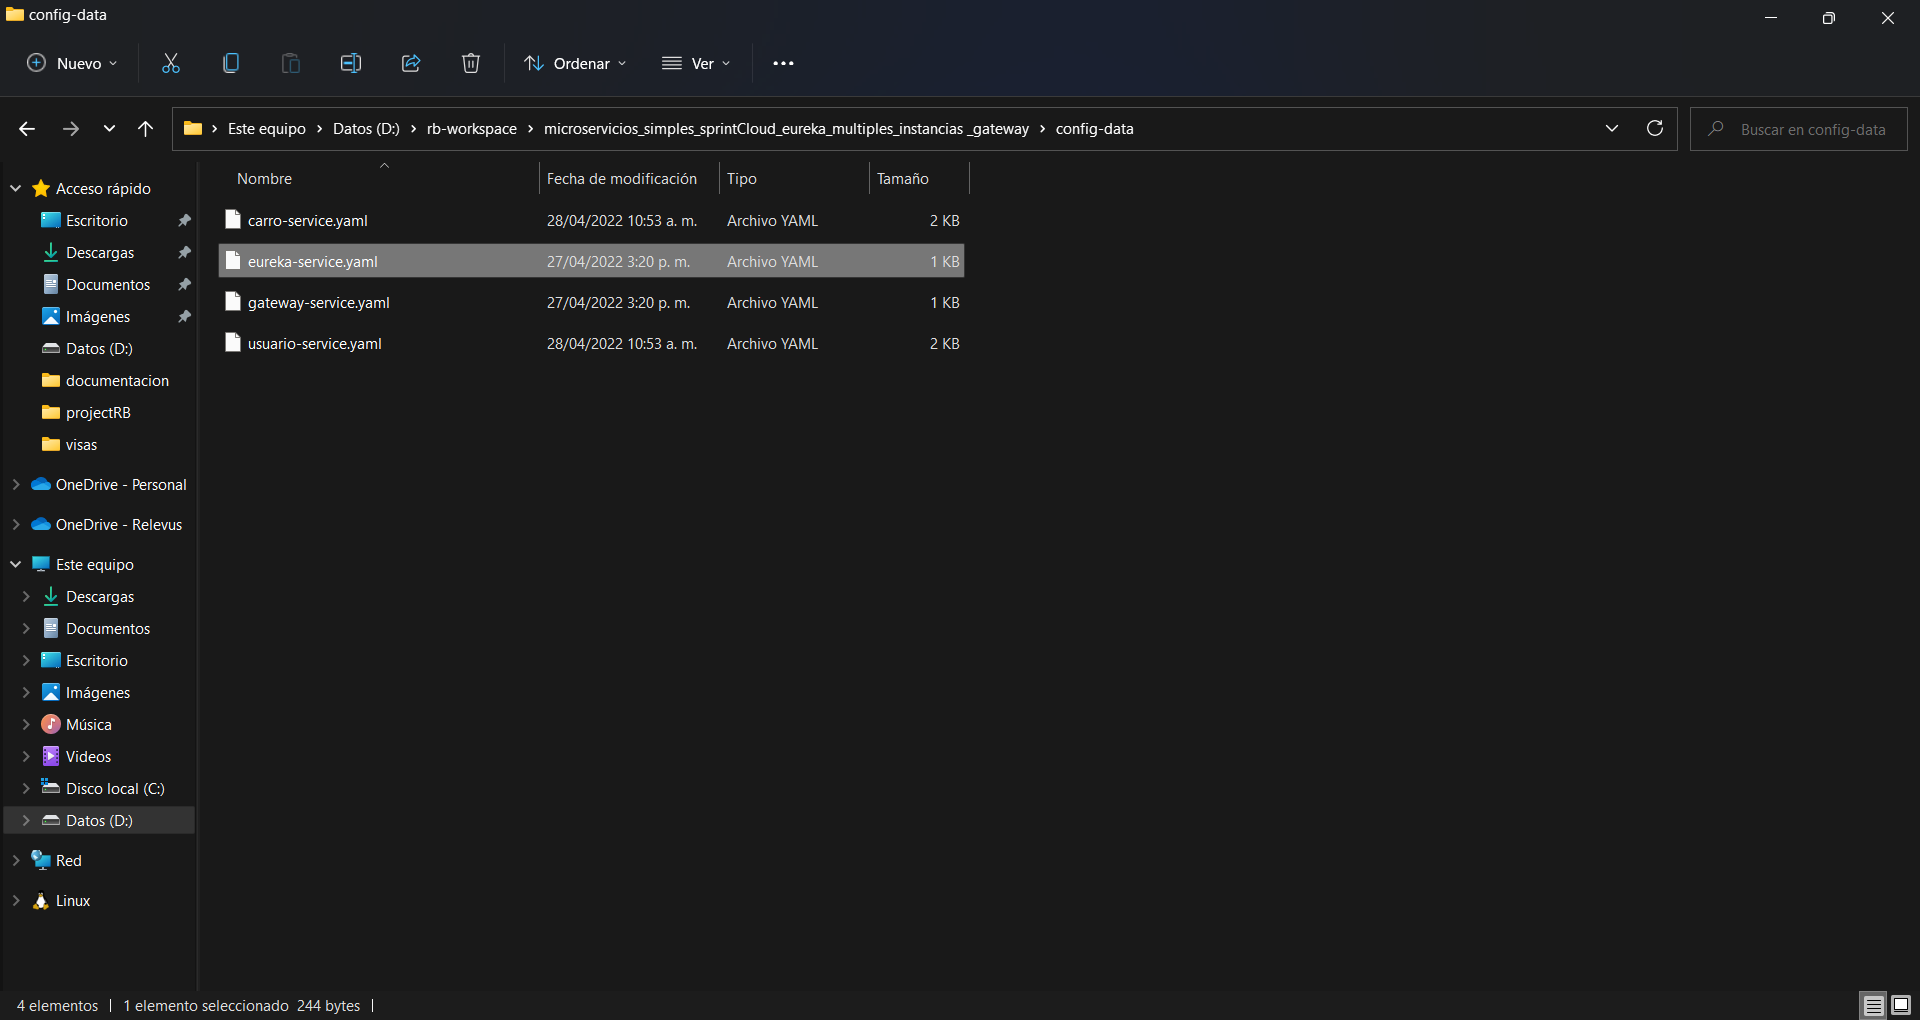 config-data
Nuevo
Ordenar
Ver
Este equipo > Datos (D:) > rb-workspace > microservicios_simples_sprintCloud_eureka_multiples_instancias _gateway > config-data
Buscar en config-data
Nombre Fecha de modificación Tipo Tamaño
carro-service.yaml 28/04/2022 10:53 a. m. Archivo YAML 2 KB
eureka-service.yaml 27/04/2022 3:20 p. m. Archivo YAML 1 KB
gateway-service.yaml 27/04/2022 3:20 p. m. Archivo YAML 1 KB
usuario-service.yaml 28/04/2022 10:53 a. m. Archivo YAML 2 KB
Acceso rápido
Escritorio
Descargas
Documentos
Imágenes
Datos (D:)
documentacion
projectRB
visas
OneDrive - Personal
OneDrive - Relevus
Este equipo
Descargas
Documentos
Escritorio
Imágenes
Música
Videos
Disco local (C:)
Datos (D:)
Red
Linux
4 elementos | 1 elemento seleccionado 244 bytes |